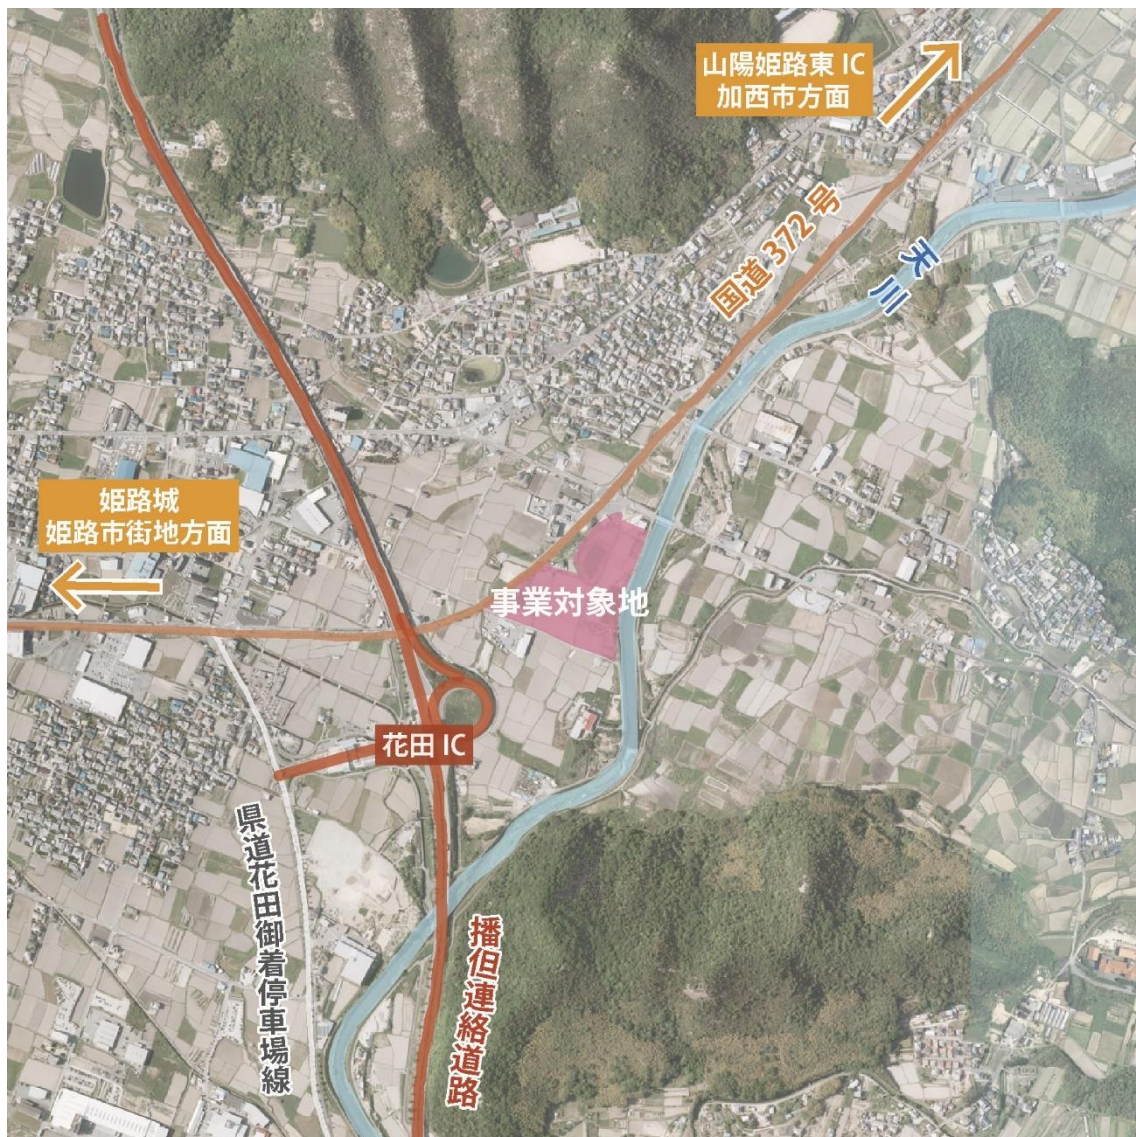 山陽姫路東 IC
加西市方面
国道 372 号
天川
姫路城
姫路市街地方面
事業対象地
花田 IC
県道花田御着停車場線
播但連絡道路